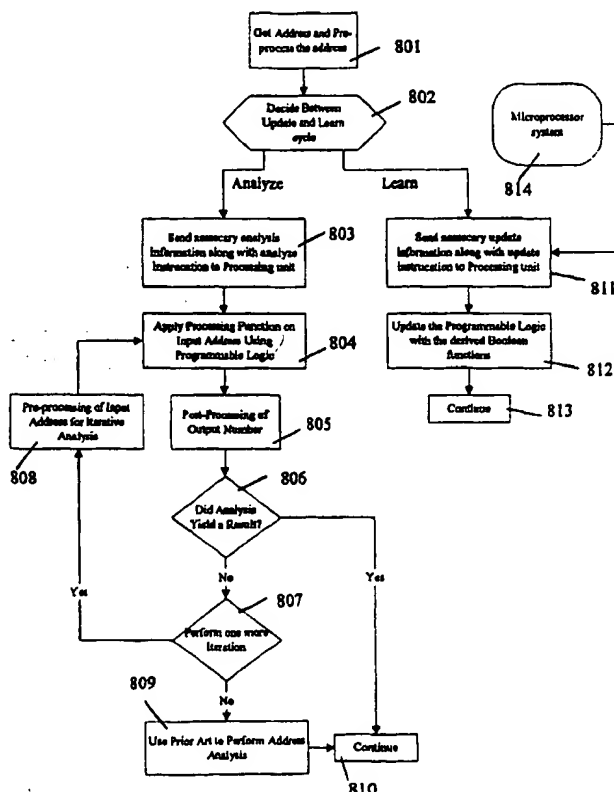 Get Address and Pre-
process the address
801
Decide Between
Update and Learn
cycle
802
Microprocessor
system
814
Analyze
Learn
Send necessary analysis
Information along with analyze
Instrucation to Processing unit
803
Send necessary update
Information along with update
instrucation to Processing unit
811
Apply Processing Function on
Input Address Using
Programmable Logic
804
Update the Programmable Logic
with the derived Boolean
functions
812
Pre-processing of Input
Address for Iterative
Analysis
808
Post-Processing of
Output Number
805
Continue
813
806
Did Analysis
Yield a Result?
Yes
No
Yes
807
Perform one more
Iteration
No
809
Use Prior Art to Perform Address
Analysis
Continue
810